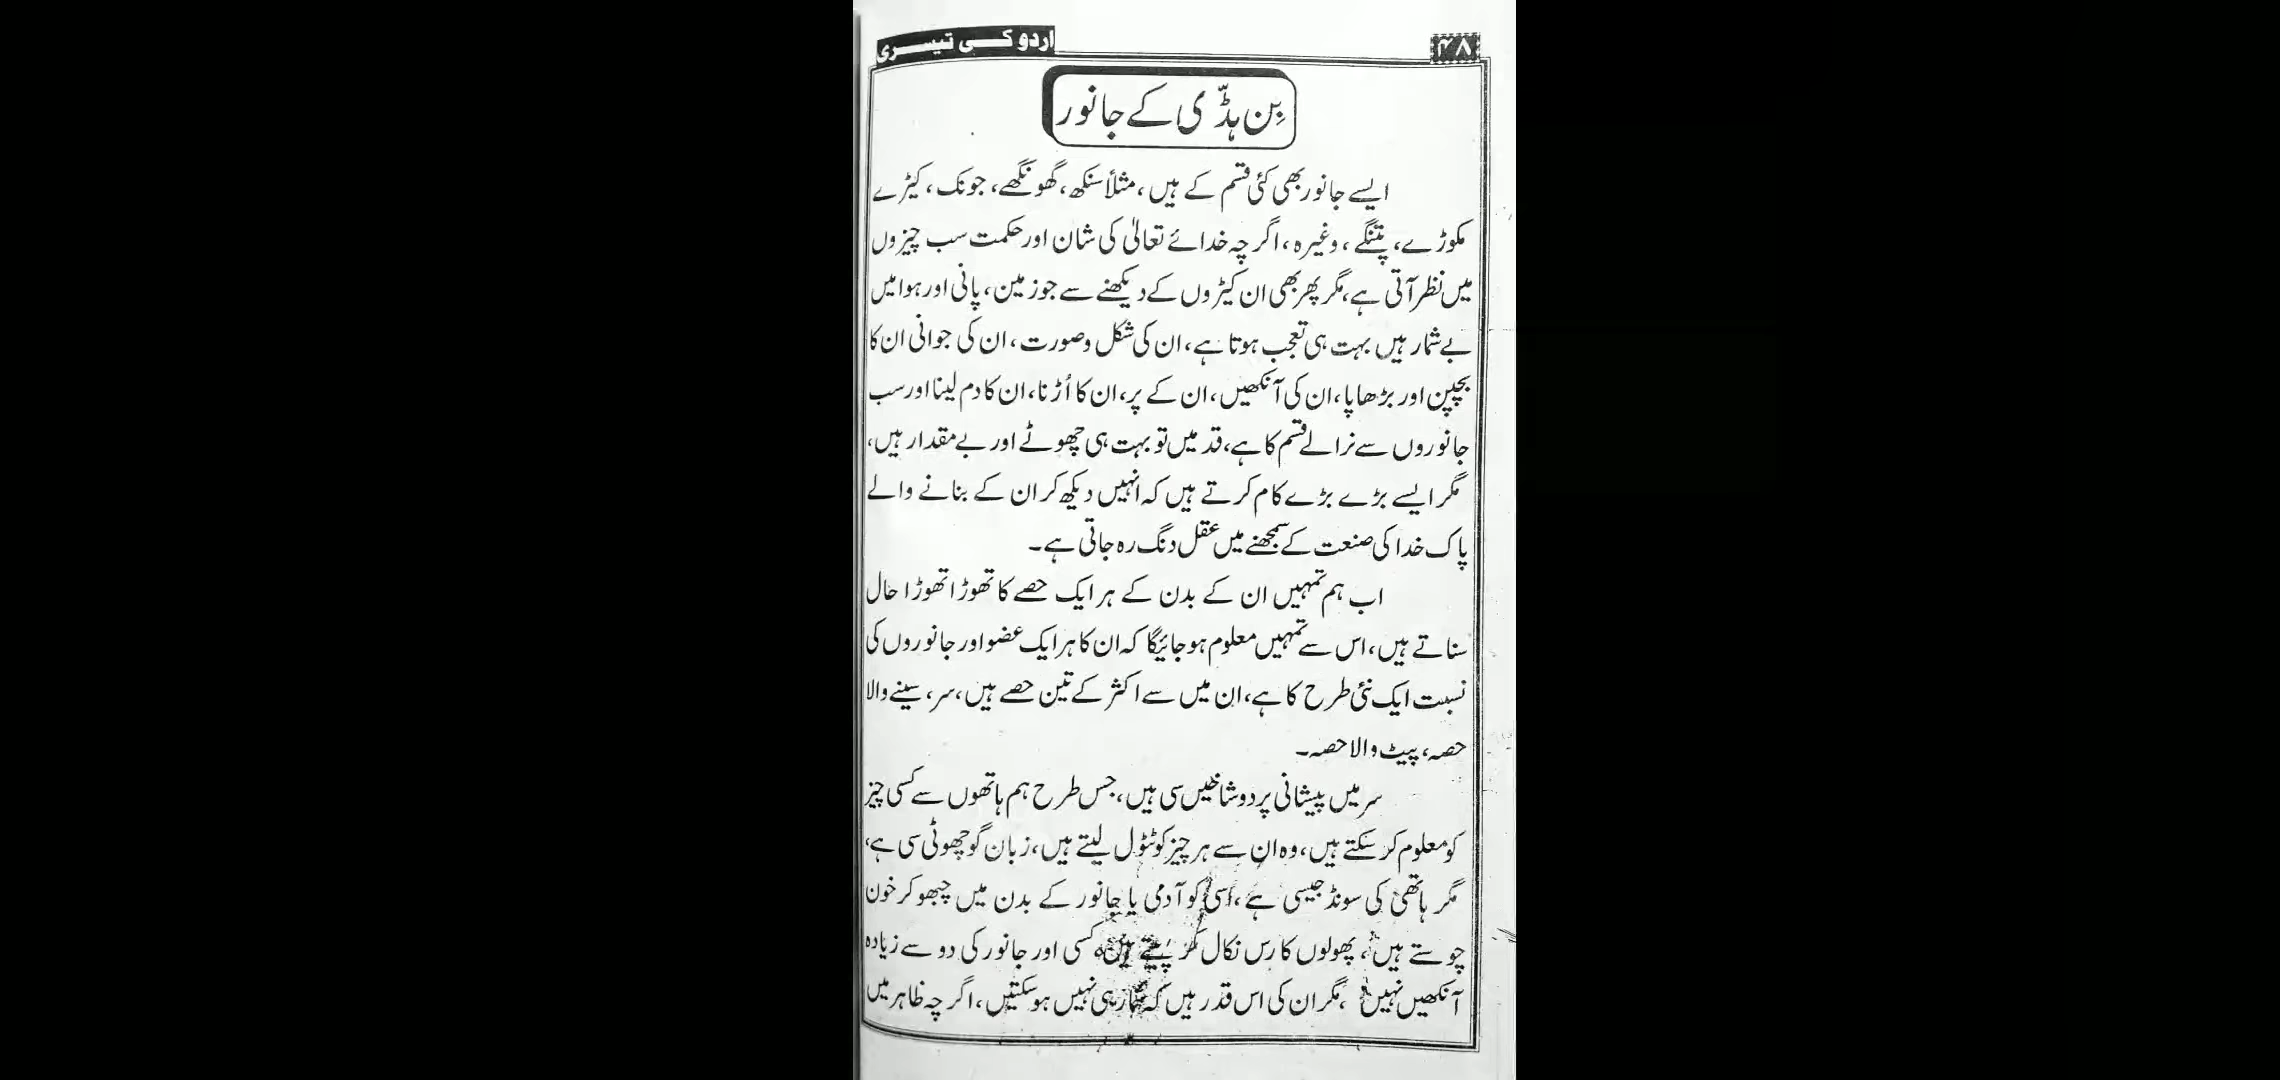 ۴۸
اردو کی تیسری
بِن ہڈّی کے جانور
ایسے جانور بھی کئی قسم کے ہیں، مثلاً سنکھ، گھونگھے، جونک، کیڑے
مکوڑے، پتنگے، وغیرہ، اگرچہ خدائے تعالیٰ کی شان اور حکمت سب چیزوں
میں نظر آتی ہے، مگر پھر بھی ان کیڑوں کے دیکھنے سے جو زمین، پانی اور ہوا میں
بے شمار ہیں بہت ہی تعجب ہوتا ہے، ان کی شکل و صورت، ان کی جوانی ان کا
بچپن اور بڑھاپا، ان کی آنکھیں، ان کے پر، ان کا اُڑنا، ان کا دم لینا اور سب
جانوروں سے نرالے قسم کا ہے، قد میں تو بہت ہی چھوٹے اور بے مقدار ہیں،
مگر ایسے بڑے بڑے کام کرتے ہیں کہ انہیں دیکھ کر ان کے بنانے والے
پاک خدا کی صنعت کے سمجھنے میں عقل دنگ رہ جاتی ہے۔
اب ہم تمہیں ان کے بدن کے ہر ایک حصے کا تھوڑا تھوڑا حال
سناتے ہیں، اس سے تمہیں معلوم ہو جائیگا کہ ان کا ہر ایک عضو اور جانوروں کی
نسبت ایک نئی طرح کا ہے، ان میں سے اکثر کے تین حصے ہیں، سر، سینے والا
حصہ، پیٹ والا حصہ۔
سر میں پیشانی پر دو شاخیں سی ہیں، جس طرح ہم ہاتھوں سے کسی چیز
کو معلوم کر سکتے ہیں، وہ ان سے ہر چیز کو ٹٹول لیتے ہیں، زبان گو چھوٹی سی ہے،
مگر ہاتھی کی سونڈ جیسی ہے، اسی کو آدمی یا جانور کے بدن میں چبھو کر خون
چوستے ہیں، پھولوں کا رس نکال کر پیتے ہیں، کسی اور جانور کی دو سے زیادہ
آنکھیں نہیں، مگر ان کی اس قدر ہیں کہ شمار ہی نہیں ہو سکتیں، اگرچہ ظاہر میں